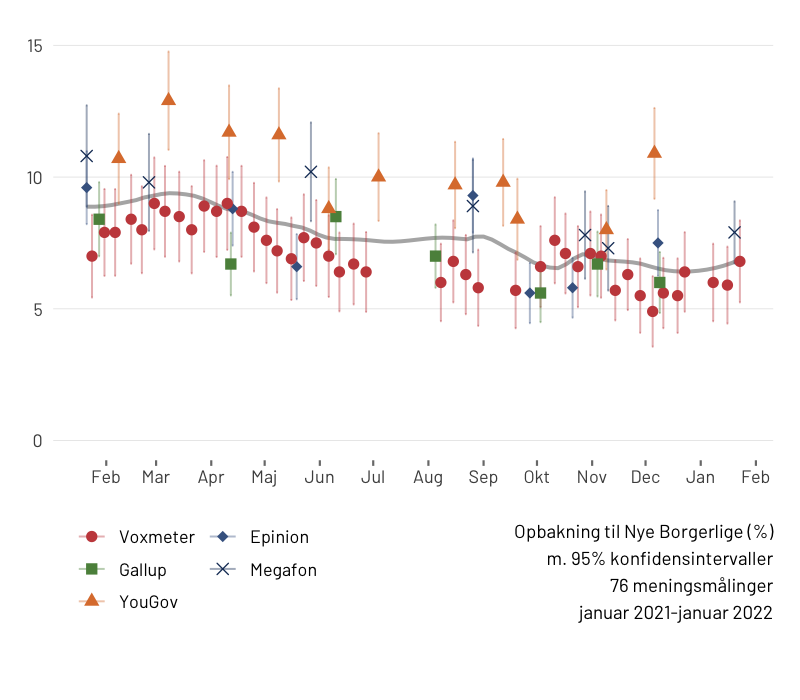 15
10
5
0
Feb Mar Apr Maj Jun Jul Aug Sep Okt Nov Dec Jan Feb
Voxmeter Epinion
Gallup Megafon
YouGov
Opbakning til Nye Borgerlige (%)
m. 95% konfidensintervaller
76 meningsmålinger
januar 2021-januar 2022